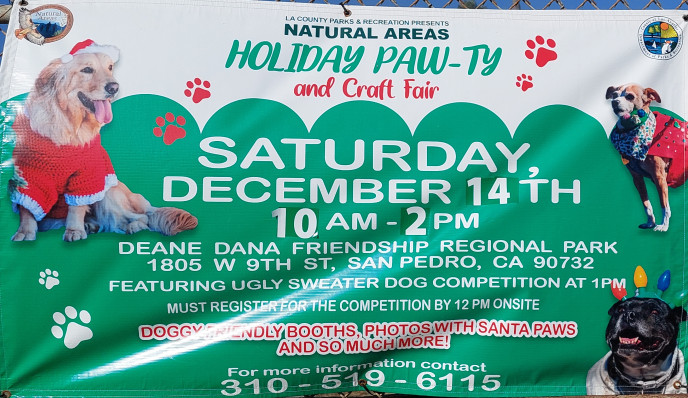 Natural
Areas
LA COUNTY PARKS & RECREATION PRESENTS
NATURAL AREAS
HOLIDAY PAW-TY
and Craft Fair
SATURDAY,
DECEMBER 14TH
10 AM - 2 PM
DEANE DANA FRIENDSHIP REGIONAL PARK
1805 W 9TH ST, SAN PEDRO, CA 90732
FEATURING UGLY SWEATER DOG COMPETITION AT 1PM
MUST REGISTER FOR THE COMPETITION BY 12 PM ONSITE
DOGGY FRIENDLY BOOTHS, PHOTOS WITH SANTA PAWS
AND SO MUCH MORE!
For more information contact
310-519-6115